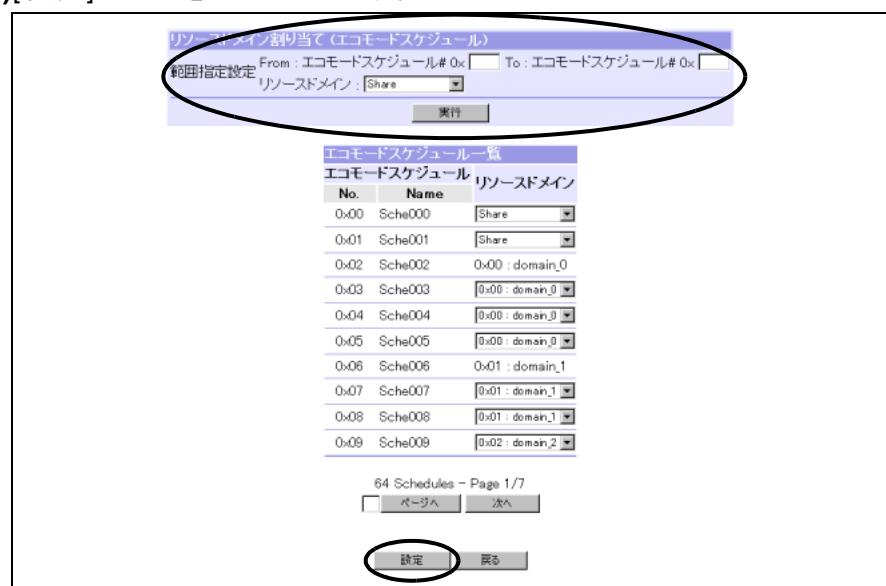 リソースドメイン割り当て (エコモードスケジュール)
範囲指定設定 From : エコモードスケジュール# 0x To : エコモードスケジュール# 0x
リソースドメイン : Share
実行
エコモードスケジュール一覧
エコモードスケジュール リソースドメイン
No. Name
0x00 Sche000 Share
0x01 Sche001 Share
0x02 Sche002 0x00 : domain_0
0x03 Sche003 0x00 : domain_0
0x04 Sche004 0x00 : domain_0
0x05 Sche005 0x00 : domain_0
0x06 Sche006 0x01 : domain_1
0x07 Sche007 0x01 : domain_1
0x08 Sche008 0x01 : domain_1
0x09 Sche009 0x02 : domain_2
64 Schedules - Page 1/7
ページへ 次へ
設定 戻る